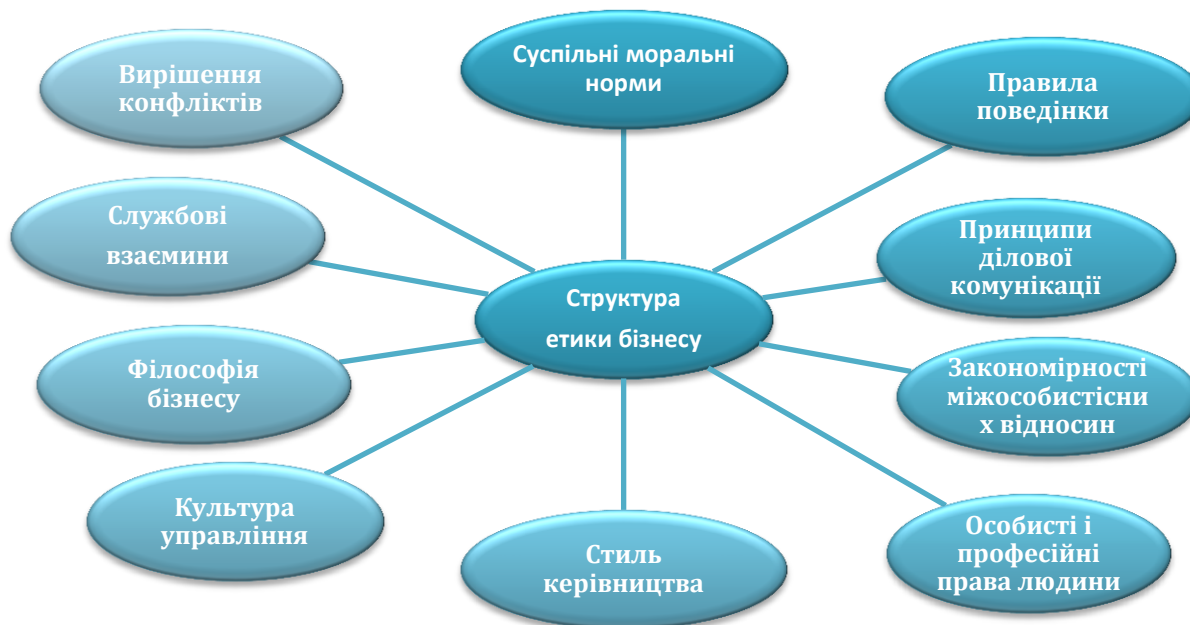 Суспільні моральні
норми
Правила
поведінки
Принципи
ділової
комунікації
Закономірності
міжособистісни
х відносин
Особисті і
професійні
права людини
Стиль
керівництва
Культура
управління
Філософія
бізнесу
Службові
взаємини
Вирішення
конфліктів
Структура
етики бізнесу